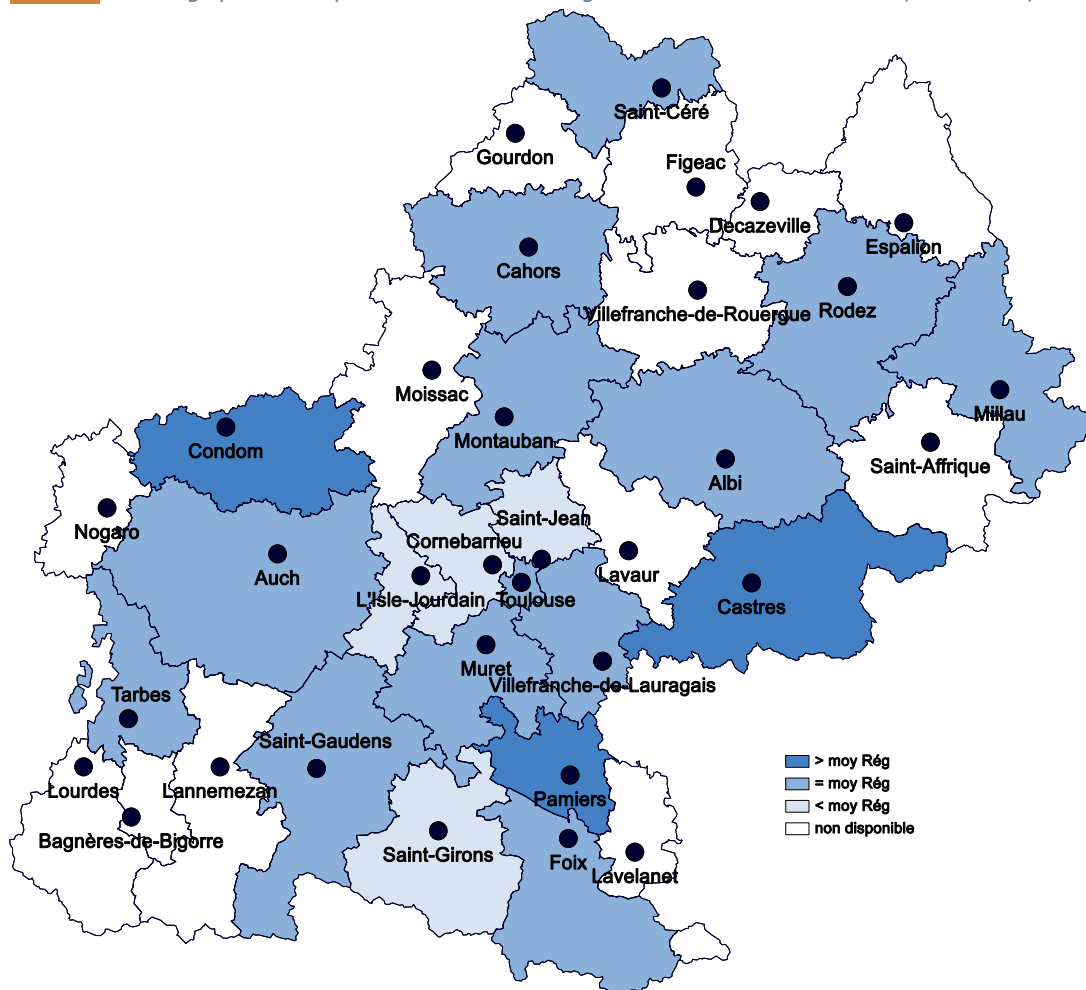 Saint-Céré
Gourdon
Figeac
Decazeville
Espalion
Cahors
Villefranche-de-Rouergue
Rodez
Moissac
Millau
Montauban
Condom
Saint-Affrique
Albi
Nogaro
Saint-Jean
Cornebarrieu
Auch
Lavaur
L'Isle-Jourdain
Toulouse
Castres
Muret
Villefranche-de-Lauragais
Tarbes
Saint-Gaudens
Lourdes
Lannemezan
Pamiers
Bagnères-de-Bigorre
Saint-Girons
Foix
Lavelanet
> moy Rég
= moy Rég
< moy Rég
non disponible